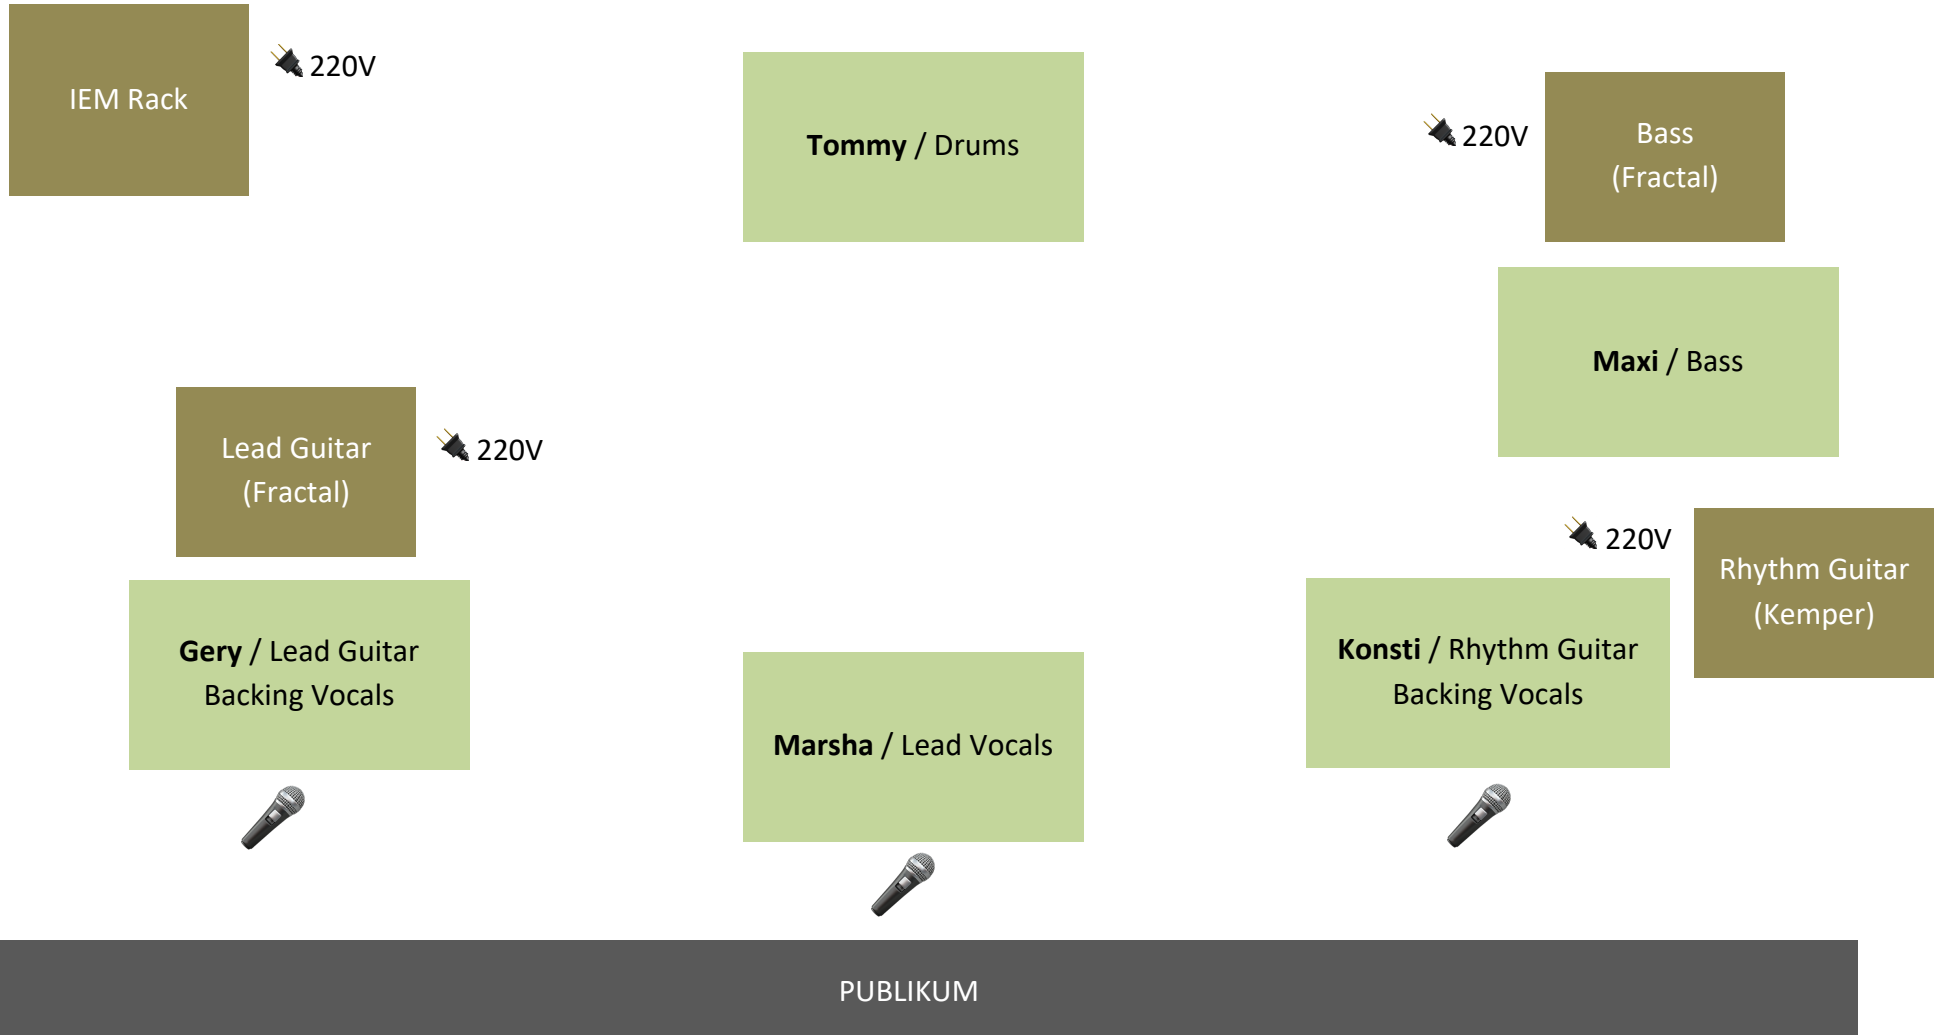 IEM Rack
220V
Tommy / Drums
220V
Bass
(Fractal)
Maxi / Bass
Lead Guitar
(Fractal)
220V
220V
Rhythm Guitar
(Kemper)
Gery / Lead Guitar
Backing Vocals
Marsha / Lead Vocals
Konsti / Rhythm Guitar
Backing Vocals
PUBLIKUM